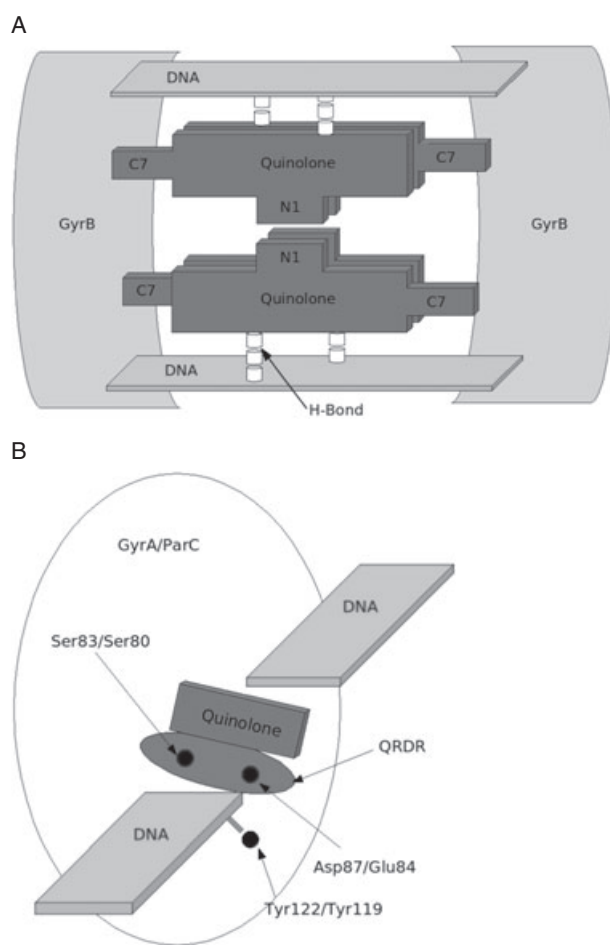 A
DNA
C7
Quinolone
C7
N1
GyrB
GyrB
N1
C7
Quinolone
C7
DNA
H-Bond
B
GyrA/ParC
DNA
Ser83/Ser80
Quinolone
QRDR
DNA
Asp87/Glu84
Tyr122/Tyr119